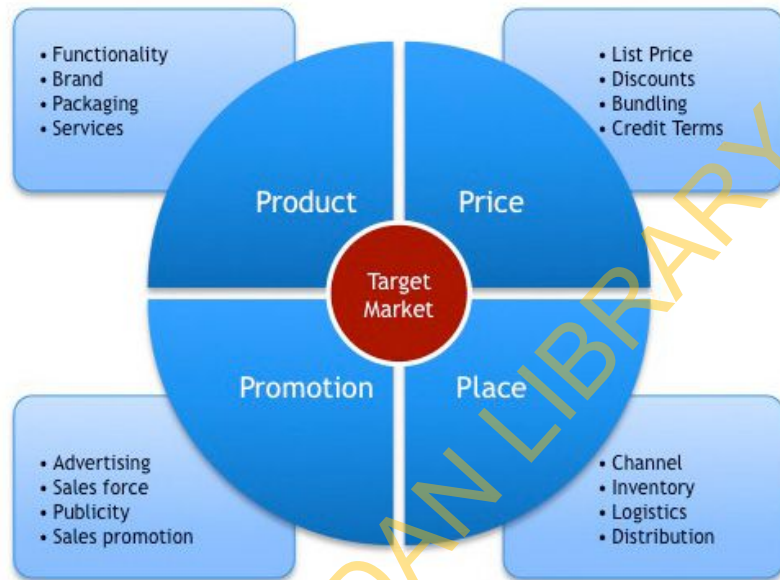 • Functionality
• Brand
• Packaging
• Services
• List Price
• Discounts
• Bundling
• Credit Terms
Product
Price
Target
Market
Promotion
Place
• Advertising
• Sales force
• Publicity
• Sales promotion
• Channel
• Inventory
• Logistics
• Distribution
DAN LIBRARY